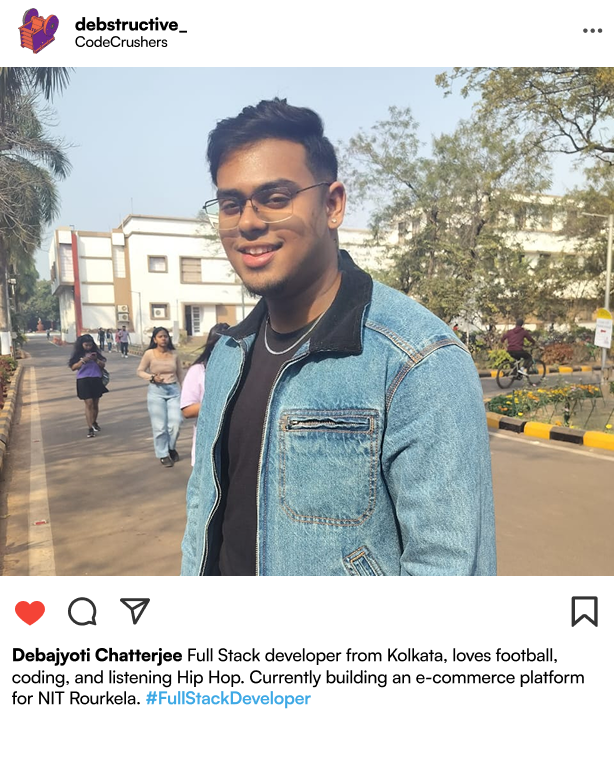 debstructive_
CodeCrushers
Debajyoti Chatterjee Full Stack developer from Kolkata, loves football,
coding, and listening Hip Hop. Currently building an e-commerce platform
for NIT Rourkela. #FullStackDeveloper